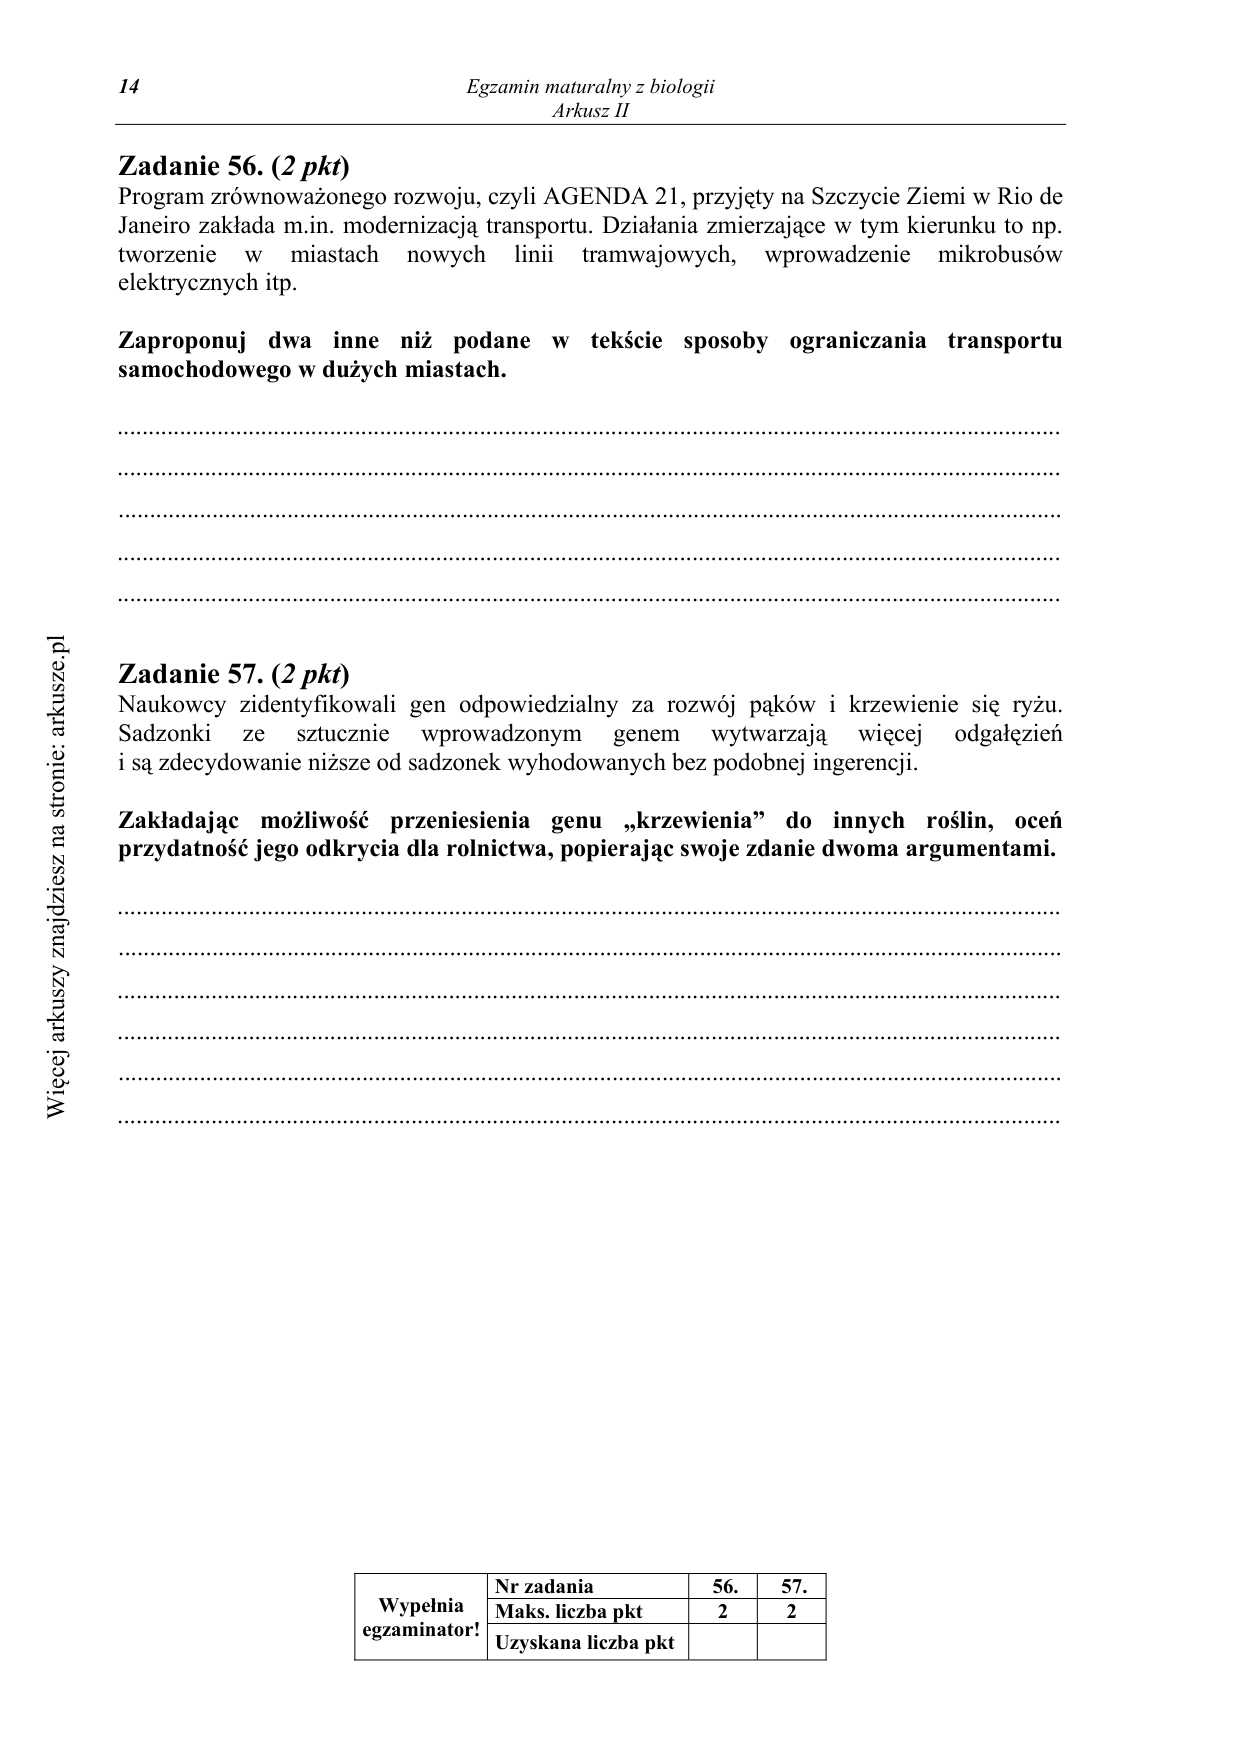 14
Egzamin maturalny z biologii
Arkusz II
Zadanie 56. (2 pkt)
Program zrównoważonego rozwoju, czyli AGENDA 21, przyjęty na Szczycie Ziemi w Rio de
Janeiro zakłada m.in. modernizacją transportu. Działania zmierzające w tym kierunku to np.
tworzenie w miastach nowych linii tramwajowych, wprowadzenie mikrobusów
elektrycznych itp.
Zaproponuj dwa inne niż podane w tekście sposoby ograniczania transportu
samochodowego w dużych miastach.
Zadanie 57. (2 pkt)
Naukowcy zidentyfikowali gen odpowiedzialny za rozwój pąków i krzewienie się ryżu.
Sadzonki ze sztucznie wprowadzonym genem wytwarzają więcej odgałęzień
i są zdecydowanie niższe od sadzonek wyhodowanych bez podobnej ingerencji.
Zakładając możliwość przeniesienia genu „krzewienia” do innych roślin, oceń
przydatność jego odkrycia dla rolnictwa, popierając swoje zdanie dwoma argumentami.
Więcej arkuszy znajdziesz na stronie: arkusze.pl
Wypełnia
egzaminator!
Nr zadania 56. 57.
Maks. liczba pkt 2 2
Uzyskana liczba pkt